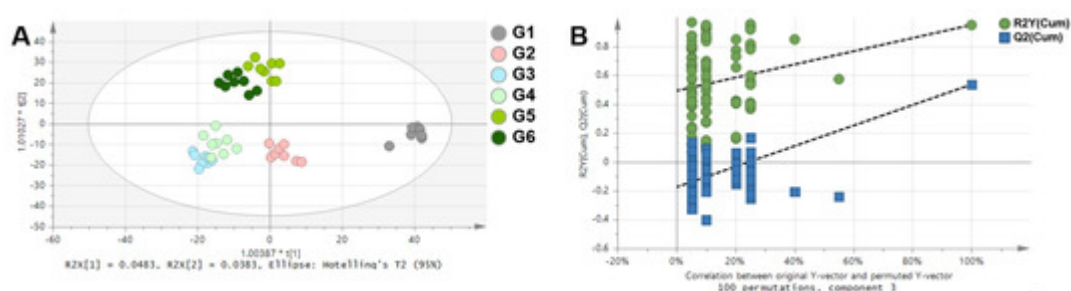 A
G1
G2
G3
G4
G5
G6
40
30
20
10
0
-10
-20
-30
-40
-50
-60
-40
-20
0
20
40
1.01027 * t[2]
1.00387 * t[1]
R2X[1] = 0.0483, R2X[2] = 0.0383, Ellipse: Hotelling's T2 (95%)
B
R2Y(Cum)
Q2(Cum)
0.8
0.6
0.4
0.2
0
-0.2
-0.4
-0.6
R2Y(Cum), Q2(Cum)
-20%
0%
20%
40%
60%
80%
100%
120%
Correlation between original Y-vector and permuted Y-vector
100 permutations, component 3